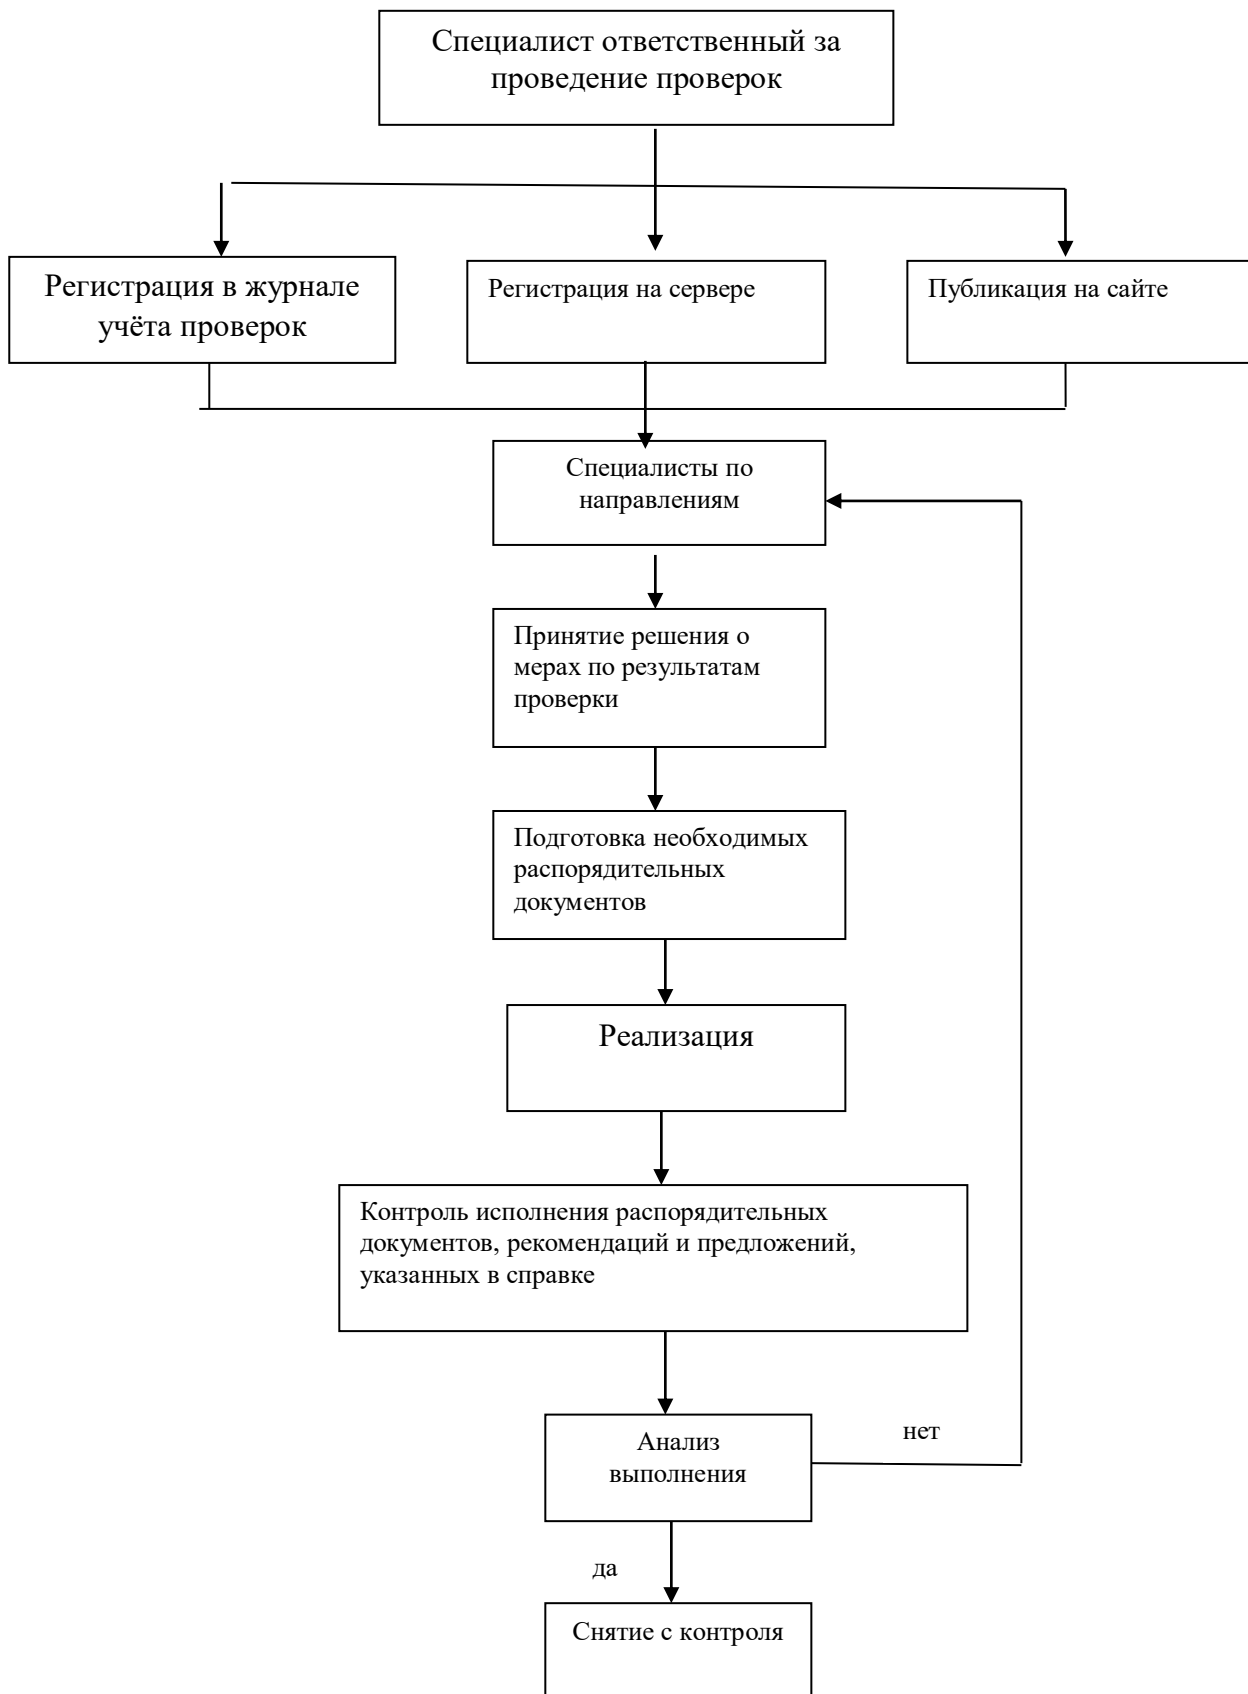 Специалист ответственный за
проведение проверок
Регистрация в журнале
учёта проверок
Регистрация на сервере
Публикация на сайте
Специалисты по
направлениям
Принятие решения о
мерах по результатам
проверки
Подготовка необходимых
распорядительных
документов
Реализация
Контроль исполнения распорядительных
документов, рекомендаций и предложений,
указанных в справке
Анализ
выполнения
нет
да
Снятие с контроля